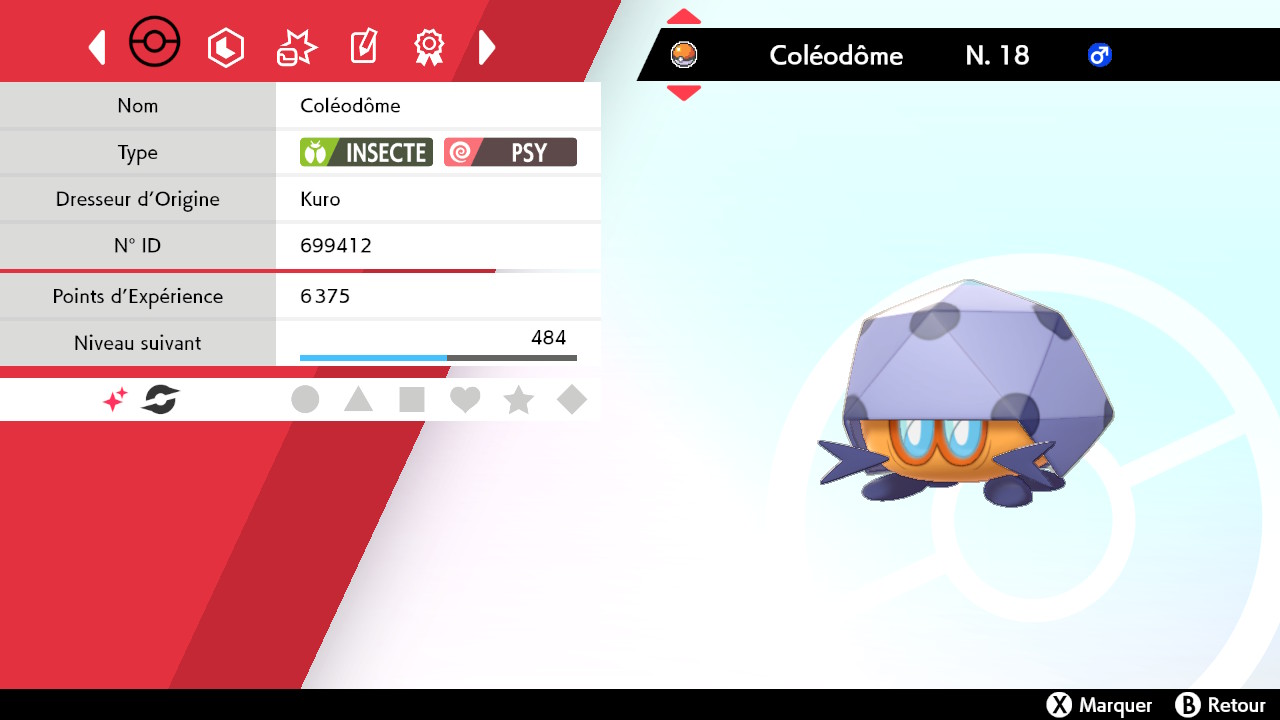 Coléodôme N. 18 ♂
Nom Coléodôme
Type INSECTE PSY
Dresseur d'Origine Kuro
N° ID 699412
Points d'Expérience 6 375
Niveau suivant 484
X Marquer B Retour